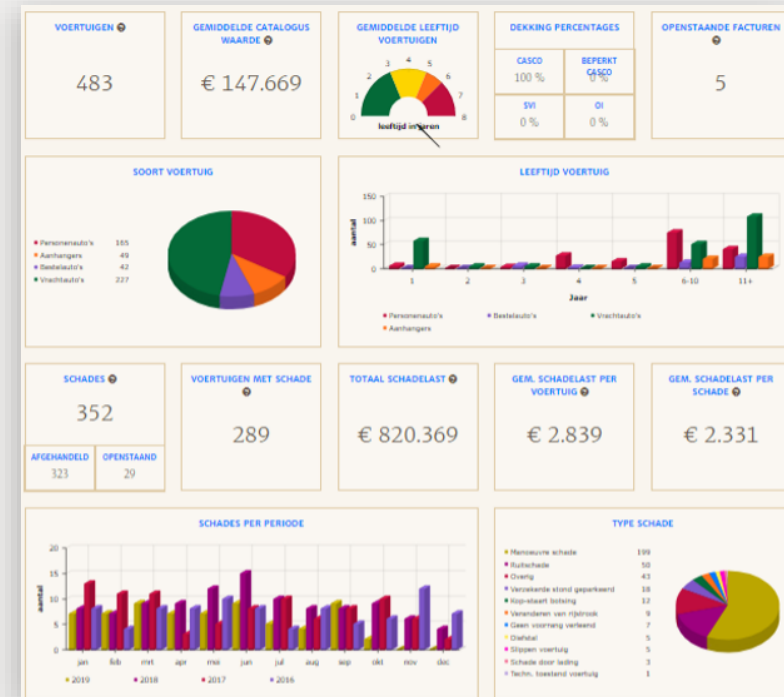 VOERTUIGEN
483
GEMIDDELDE CATALOGUS
WAARDE
€ 147.669
GEMIDDELDE LEEFTIJD
VOERTUIGEN
0 1 2 3 4 5 6 7 8
leeftijd in jaren
DEKKING PERCENTAGES
CASCO
100 %
BEPERKT
CASCO
0 %
SVI
0 %
OI
0 %
OPENSTAANDE FACTUREN
5
SOORT VOERTUIG
Personenauto's 165
Aanhangers 49
Bestelauto's 42
Vrachtauto's 227
LEEFTIJD VOERTUIG
aantal
150
100
50
0
1 2 3 4 5 6-10 11+
Jaar
Personenauto's Bestelauto's Vrachtauto's
Aanhangers
SCHADES
352
AFGEHANDELD
323
OPENSTAAND
29
VOERTUIGEN MET SCHADE
289
TOTAAL SCHADELAST
€ 820.369
GEM. SCHADELAST PER
VOERTUIG
€ 2.839
GEM. SCHADELAST PER
SCHADE
€ 2.331
SCHADES PER PERIODE
aantal
20
15
10
5
0
jan feb mrt apr mei jun jul aug sep okt nov dec
2019 2018 2017 2016
TYPE SCHADE
Manoeuvre schade 199
Ruitschade 50
Overig 43
Verzekerde stond geparkeerd 18
Kop-staart botsing 12
Veranderen van rijstrook 9
Geen voorrang verleend 7
Diefstal 5
Slippen voertuig 5
Schade door lading 3
Techn. toestand voertuig 1